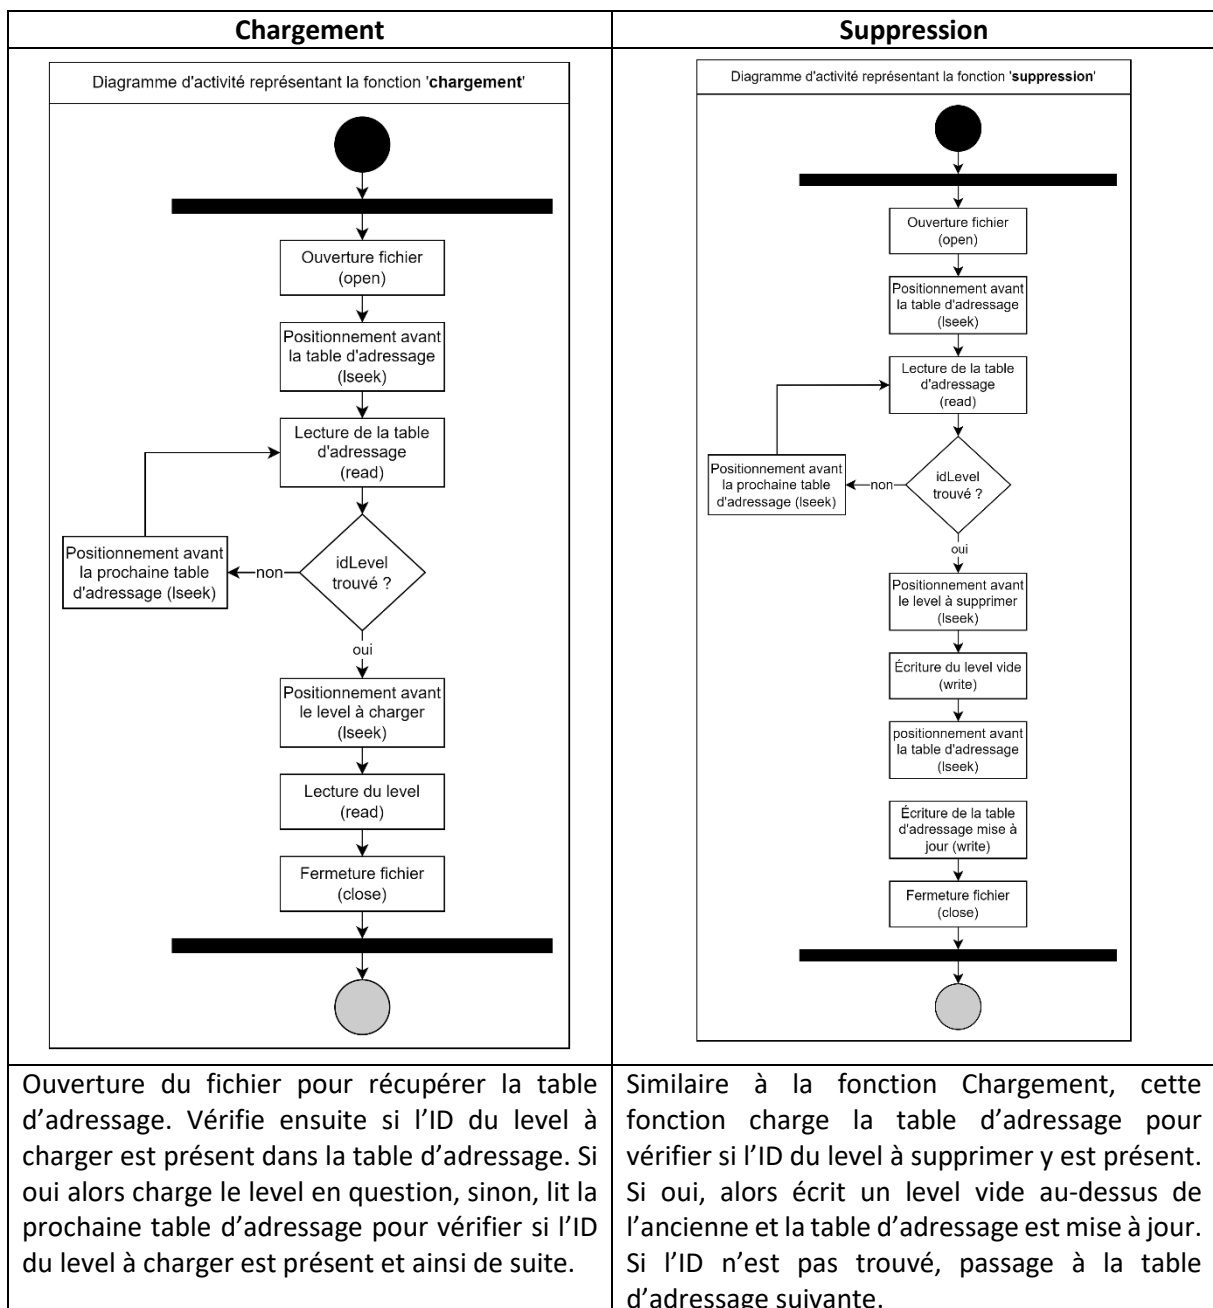 Chargement
Diagramme d'activité représentant la fonction 'chargement'
Ouverture fichier
(open)
Positionnement avant
la table d'adressage
(lseek)
Lecture de la table
d'adressage
(read)
idLevel
trouvé ?
non
Positionnement avant
la prochaine table
d'adressage (lseek)
oui
Positionnement avant
le level à charger
(lseek)
Lecture du level
(read)
Fermeture fichier
(close)
Ouverture du fichier pour récupérer la table
d’adressage. Vérifie ensuite si l’ID du level à
charger est présent dans la table d’adressage. Si
oui alors charge le level en question, sinon, lit la
prochaine table d’adressage pour vérifier si l’ID
du level à charger est présent et ainsi de suite.
Suppression
Diagramme d'activité représentant la fonction 'suppression'
Ouverture fichier
(open)
Positionnement avant
la table d'adressage
(lseek)
Lecture de la table
d'adressage
(read)
idLevel
trouvé ?
non
Positionnement avant
la prochaine table
d'adressage (lseek)
oui
Positionnement avant
le level à supprimer
(lseek)
Écriture du level vide
(write)
positionnement avant
la table d'adressage
(lseek)
Écriture de la table
d'adressage mise à
jour (write)
Fermeture fichier
(close)
Similaire à la fonction Chargement, cette
fonction charge la table d’adressage pour
vérifier si l’ID du level à supprimer y est présent.
Si oui, alors écrit un level vide au-dessus de
l’ancienne et la table d’adressage est mise à jour.
Si l’ID n’est pas trouvé, passage à la table
d’adressage suivante.